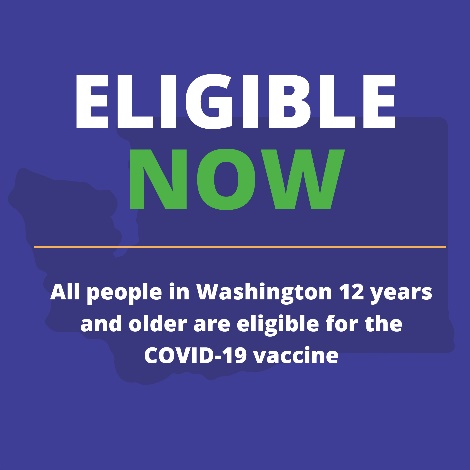 ELIGIBLE
NOW
All people in Washington 12 years
and older are eligible for the
COVID-19 vaccine